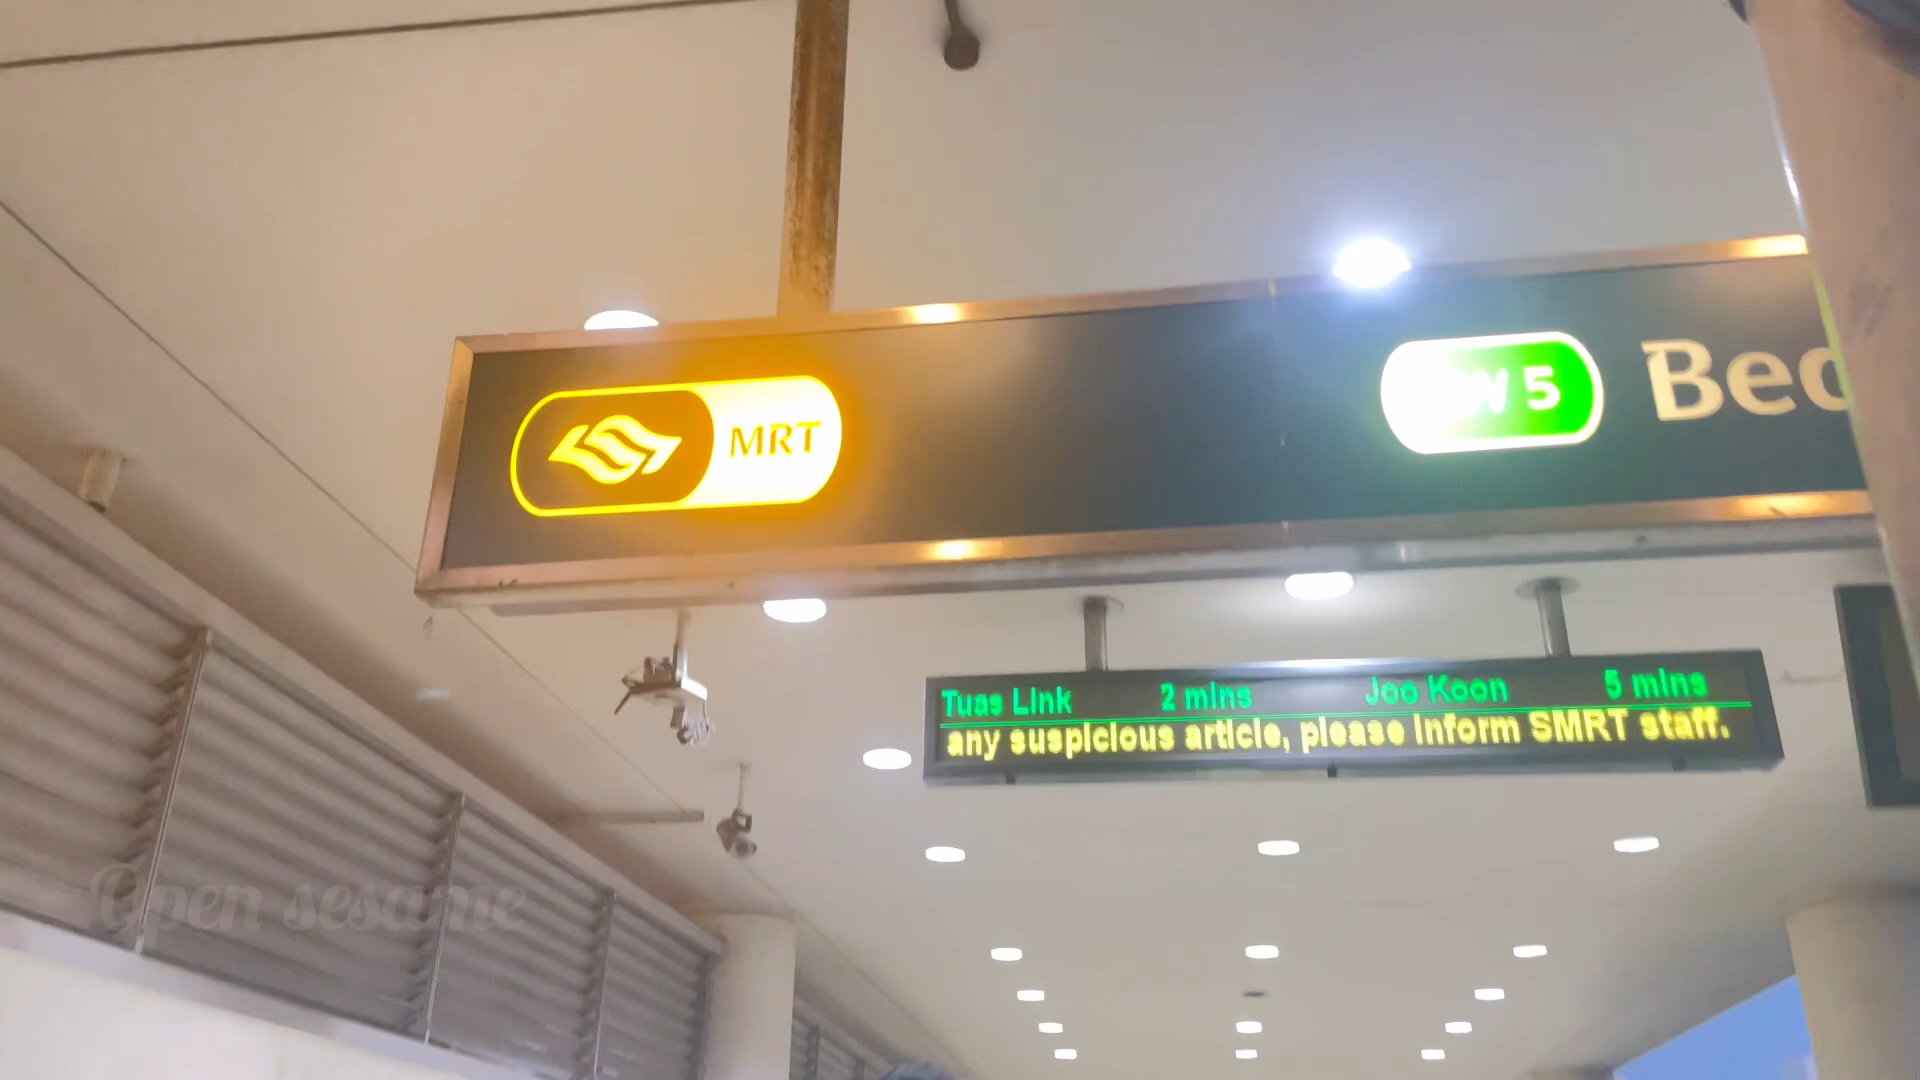 MRT
5 Bed
Tuas Link 2 mins Joo Koon 5 mins
any suspicious article, please inform SMRT staff.
Open sesame